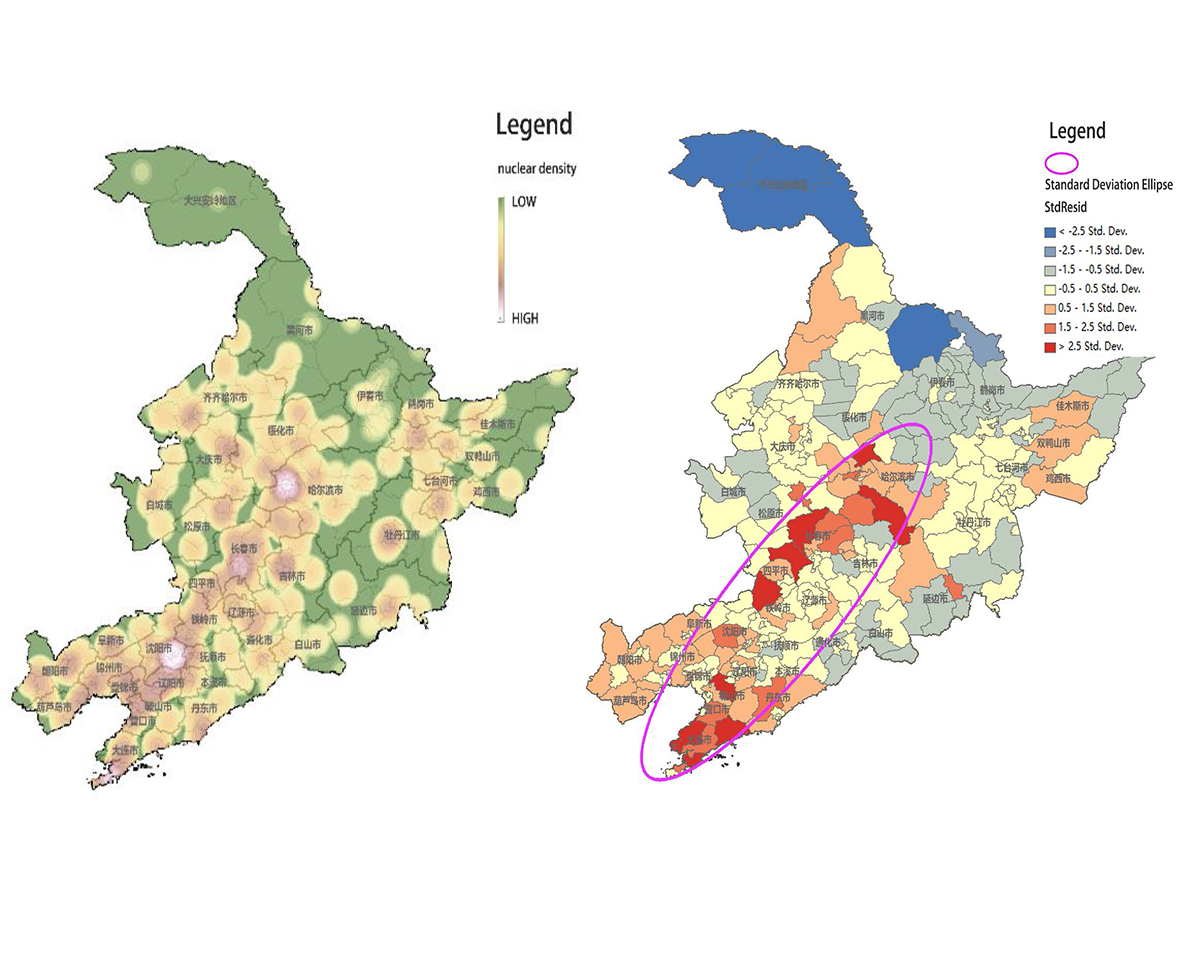 Legend
nuclear density
LOW
HIGH
大兴安岭地区
黑河市
齐齐哈尔市
伊春市
鹤岗市
佳木斯市
绥化市
大庆市
双鸭山市
七台河市
鸡西市
哈尔滨市
白城市
松原市
牡丹江市
长春市
吉林市
四平市
延边市
辽源市
铁岭市
通化市
白山市
阜新市
沈阳市
抚顺市
锦州市
朝阳市
盘锦市
辽阳市
本溪市
葫芦岛市
鞍山市
丹东市
营口市
大连市
Legend
Standard Deviation Ellipse
StdResid
< -2.5 Std. Dev.
-2.5 - -1.5 Std. Dev.
-1.5 - -0.5 Std. Dev.
-0.5 - 0.5 Std. Dev.
0.5 - 1.5 Std. Dev.
1.5 - 2.5 Std. Dev.
> 2.5 Std. Dev.
大兴安岭地区
黑河市
齐齐哈尔市
伊春市
鹤岗市
佳木斯市
绥化市
大庆市
双鸭山市
七台河市
鸡西市
哈尔滨市
白城市
松原市
牡丹江市
长春市
吉林市
四平市
延边市
辽源市
铁岭市
通化市
白山市
阜新市
沈阳市
抚顺市
锦州市
朝阳市
盘锦市
辽阳市
本溪市
葫芦岛市
鞍山市
丹东市
营口市
大连市